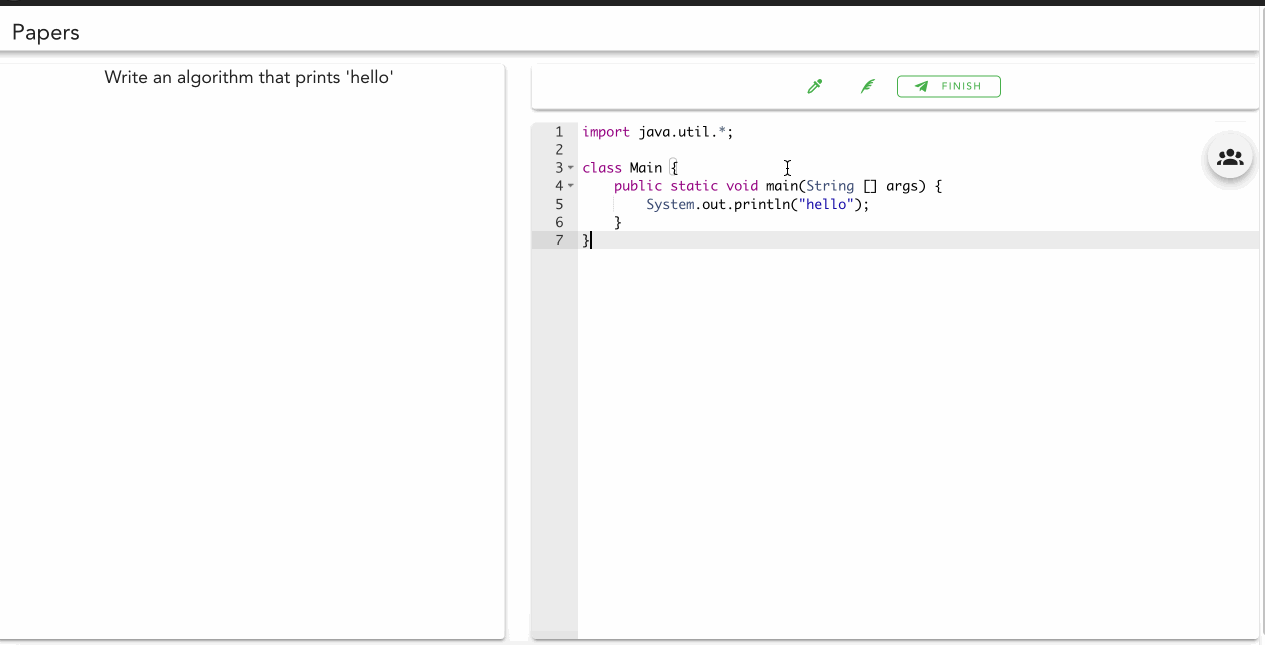 Papers
Write an algorithm that prints 'hello'
FINISH
1 import java.util.*;
2
3 class Main {
4     public static void main(String [] args) {
5         System.out.println("hello");
6     }
7 }